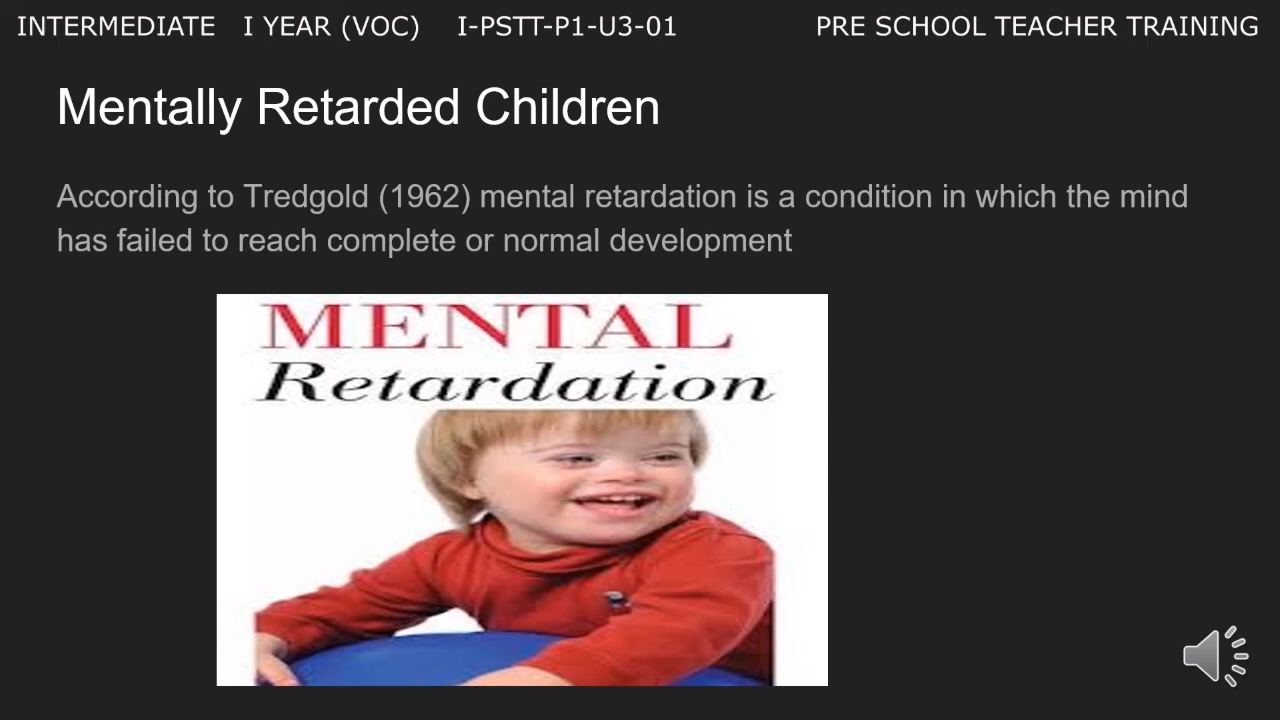 INTERMEDIATE I YEAR (VOC) I-PSTT-P1-U3-01 PRE SCHOOL TEACHER TRAINING
Mentally Retarded Children
According to Tredgold (1962) mental retardation is a condition in which the mind
has failed to reach complete or normal development
MENTAL
Retardation